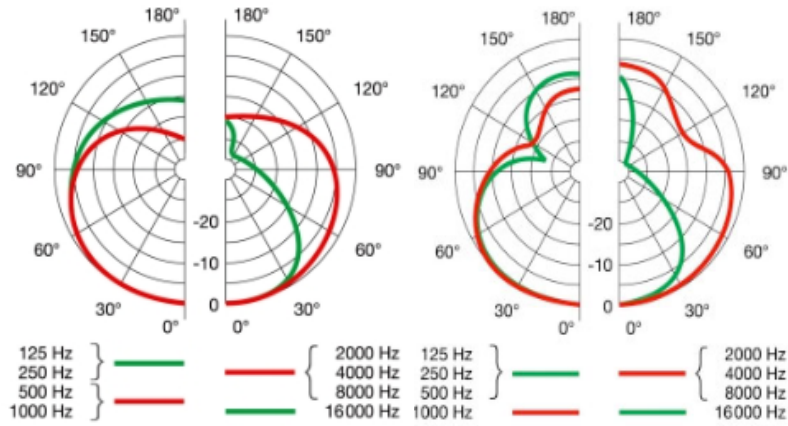 180° 180° 180° 180°
150° 150° 150° 150°
120° 120° 120° 120°
90° 90° 90° 90°
-20 -20
60° 60° 60° 60°
-10 -10
0 0
30° 30° 30° 30°
0° 0° 0° 0°
125 Hz 2000 Hz 125 Hz 2000 Hz
250 Hz 4000 Hz 250 Hz 4000 Hz
500 Hz 8000 Hz 500 Hz 8000 Hz
1000 Hz 16000 Hz 1000 Hz 16000 Hz